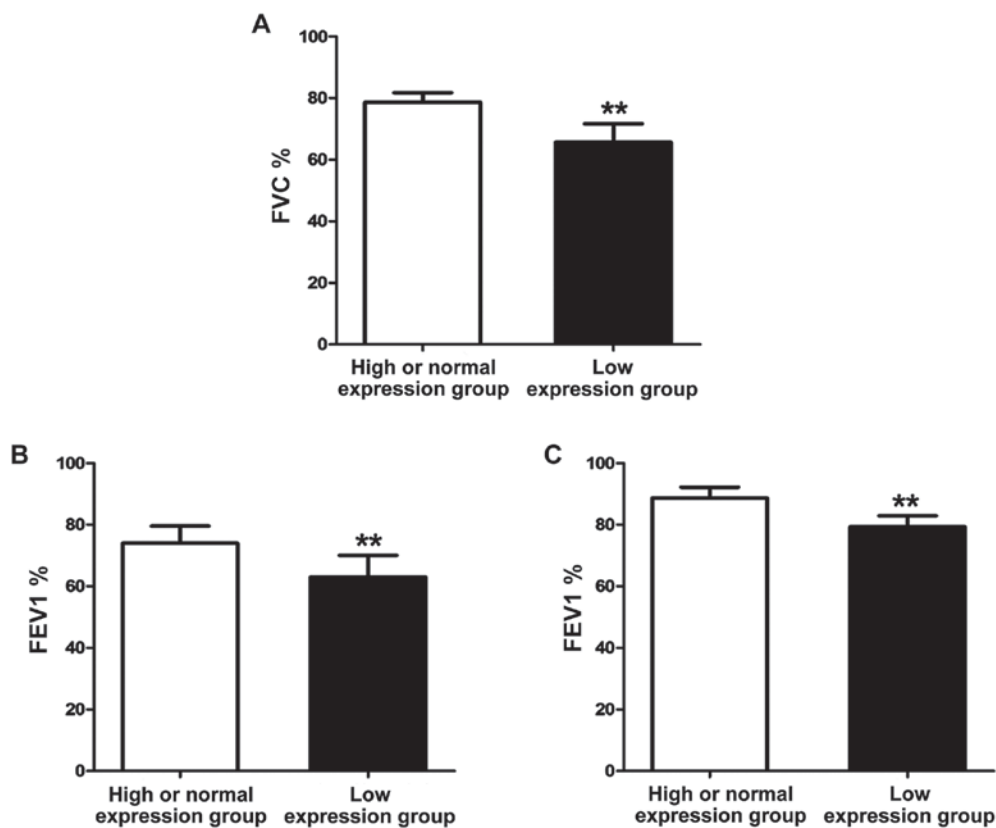 A
100
80
60
40
20
0
FVC %
**
High or normal
expression group
Low
expression group
B
100
80
60
40
20
0
FEV1 %
**
High or normal
expression group
Low
expression group
C
100
80
60
40
20
0
FEV1 %
**
High or normal
expression group
Low
expression group